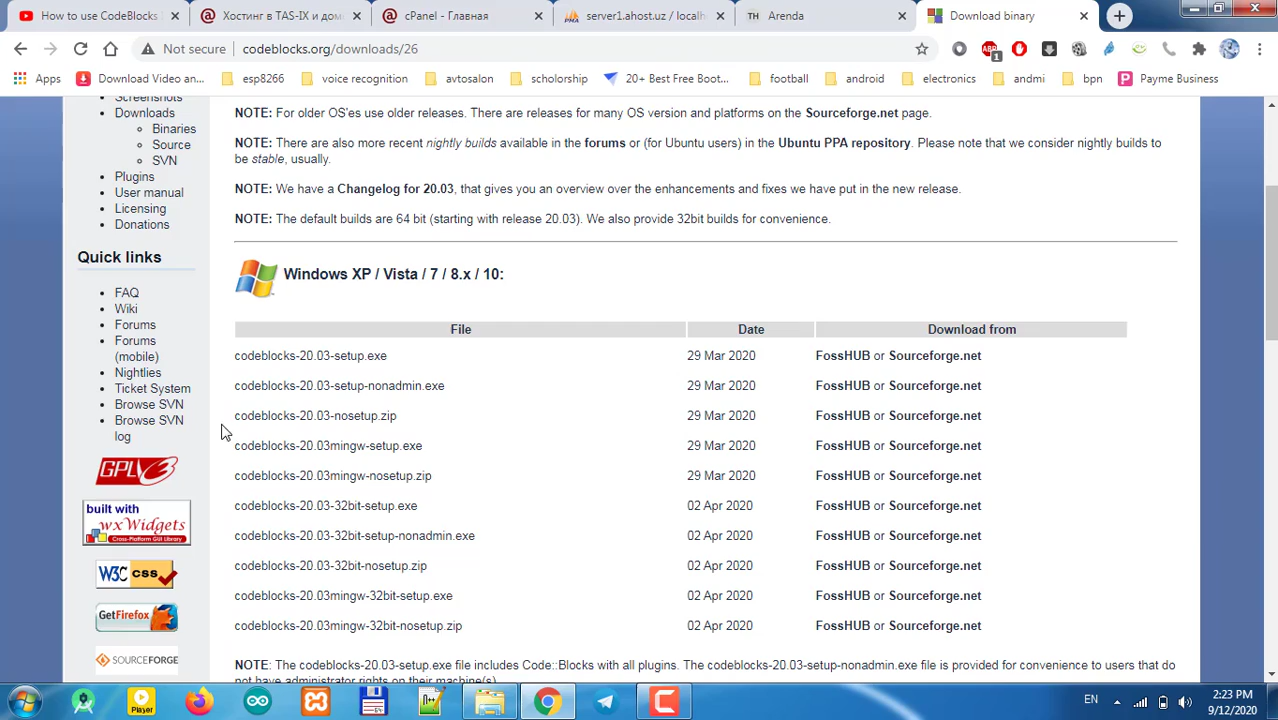 How to use CodeBlocks
Хостинг в TAS-IX и дом
cPanel - Главная
server1.ahost.uz / localh
TH Arenda
Download binary
Not secure codeblocks.org/downloads/26
Apps
Download Video an...
esp8266
voice recognition
avtosalon
scholorship
20+ Best Free Boot...
football
android
electronics
andmi
bpn
Payme Business
Screenshots
Downloads
Binaries
Source
SVN
Plugins
User manual
Licensing
Donations
Quick links
FAQ
Wiki
Forums
Forums
(mobile)
Nightlies
Ticket System
Browse SVN
Browse SVN
log
GPLv3
built with
wxWidgets
Cross-Platform GUI Library
W3C css
GetFirefox
SOURCEFORGE
NOTE: For older OS'es use older releases. There are releases for many OS version and platforms on the Sourceforge.net page.
NOTE: There are also more recent nightly builds available in the forums or (for Ubuntu users) in the Ubuntu PPA repository. Please note that we consider nightly builds to
be stable, usually.
NOTE: We have a Changelog for 20.03, that gives you an overview over the enhancements and fixes we have put in the new release.
NOTE: The default builds are 64 bit (starting with release 20.03). We also provide 32bit builds for convenience.
Windows XP / Vista / 7 / 8.x / 10:
File Date Download from
codeblocks-20.03-setup.exe 29 Mar 2020 FossHUB or Sourceforge.net
codeblocks-20.03-setup-nonadmin.exe 29 Mar 2020 FossHUB or Sourceforge.net
codeblocks-20.03-nosetup.zip 29 Mar 2020 FossHUB or Sourceforge.net
codeblocks-20.03mingw-setup.exe 29 Mar 2020 FossHUB or Sourceforge.net
codeblocks-20.03mingw-nosetup.zip 29 Mar 2020 FossHUB or Sourceforge.net
codeblocks-20.03-32bit-setup.exe 02 Apr 2020 FossHUB or Sourceforge.net
codeblocks-20.03-32bit-setup-nonadmin.exe 02 Apr 2020 FossHUB or Sourceforge.net
codeblocks-20.03-32bit-nosetup.zip 02 Apr 2020 FossHUB or Sourceforge.net
codeblocks-20.03mingw-32bit-setup.exe 02 Apr 2020 FossHUB or Sourceforge.net
codeblocks-20.03mingw-32bit-nosetup.zip 02 Apr 2020 FossHUB or Sourceforge.net
NOTE: The codeblocks-20.03-setup.exe file includes Code::Blocks with all plugins. The codeblocks-20.03-setup-nonadmin.exe file is provided for convenience to users that do
not have administrator rights on their machine(s).
Player
EN
2:23 PM
9/12/2020